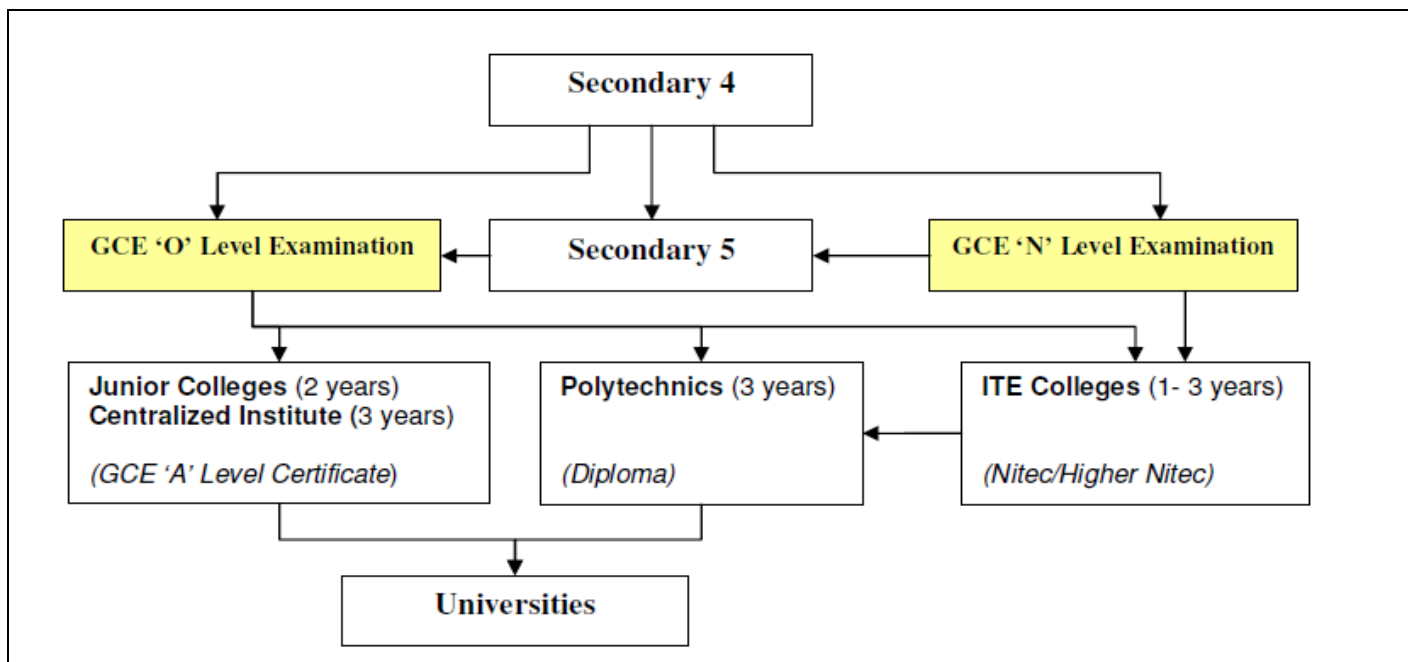 Secondary 4
GCE ‘O’ Level Examination
Secondary 5
GCE ‘N’ Level Examination
Junior Colleges (2 years)
Centralized Institute (3 years)
(GCE ‘A’ Level Certificate)
Polytechnics (3 years)
(Diploma)
ITE Colleges (1- 3 years)
(Nitec/Higher Nitec)
Universities